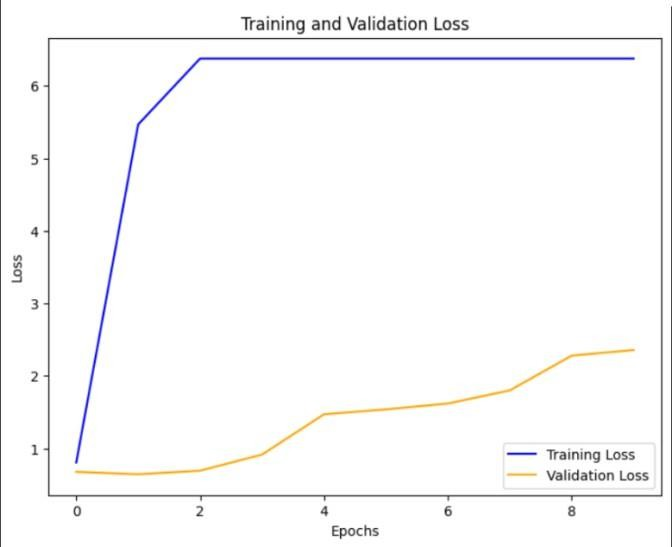 Training and Validation Loss
Loss
6
5
4
3
2
1
0 2 4 6 8
Epochs
Training Loss
Validation Loss